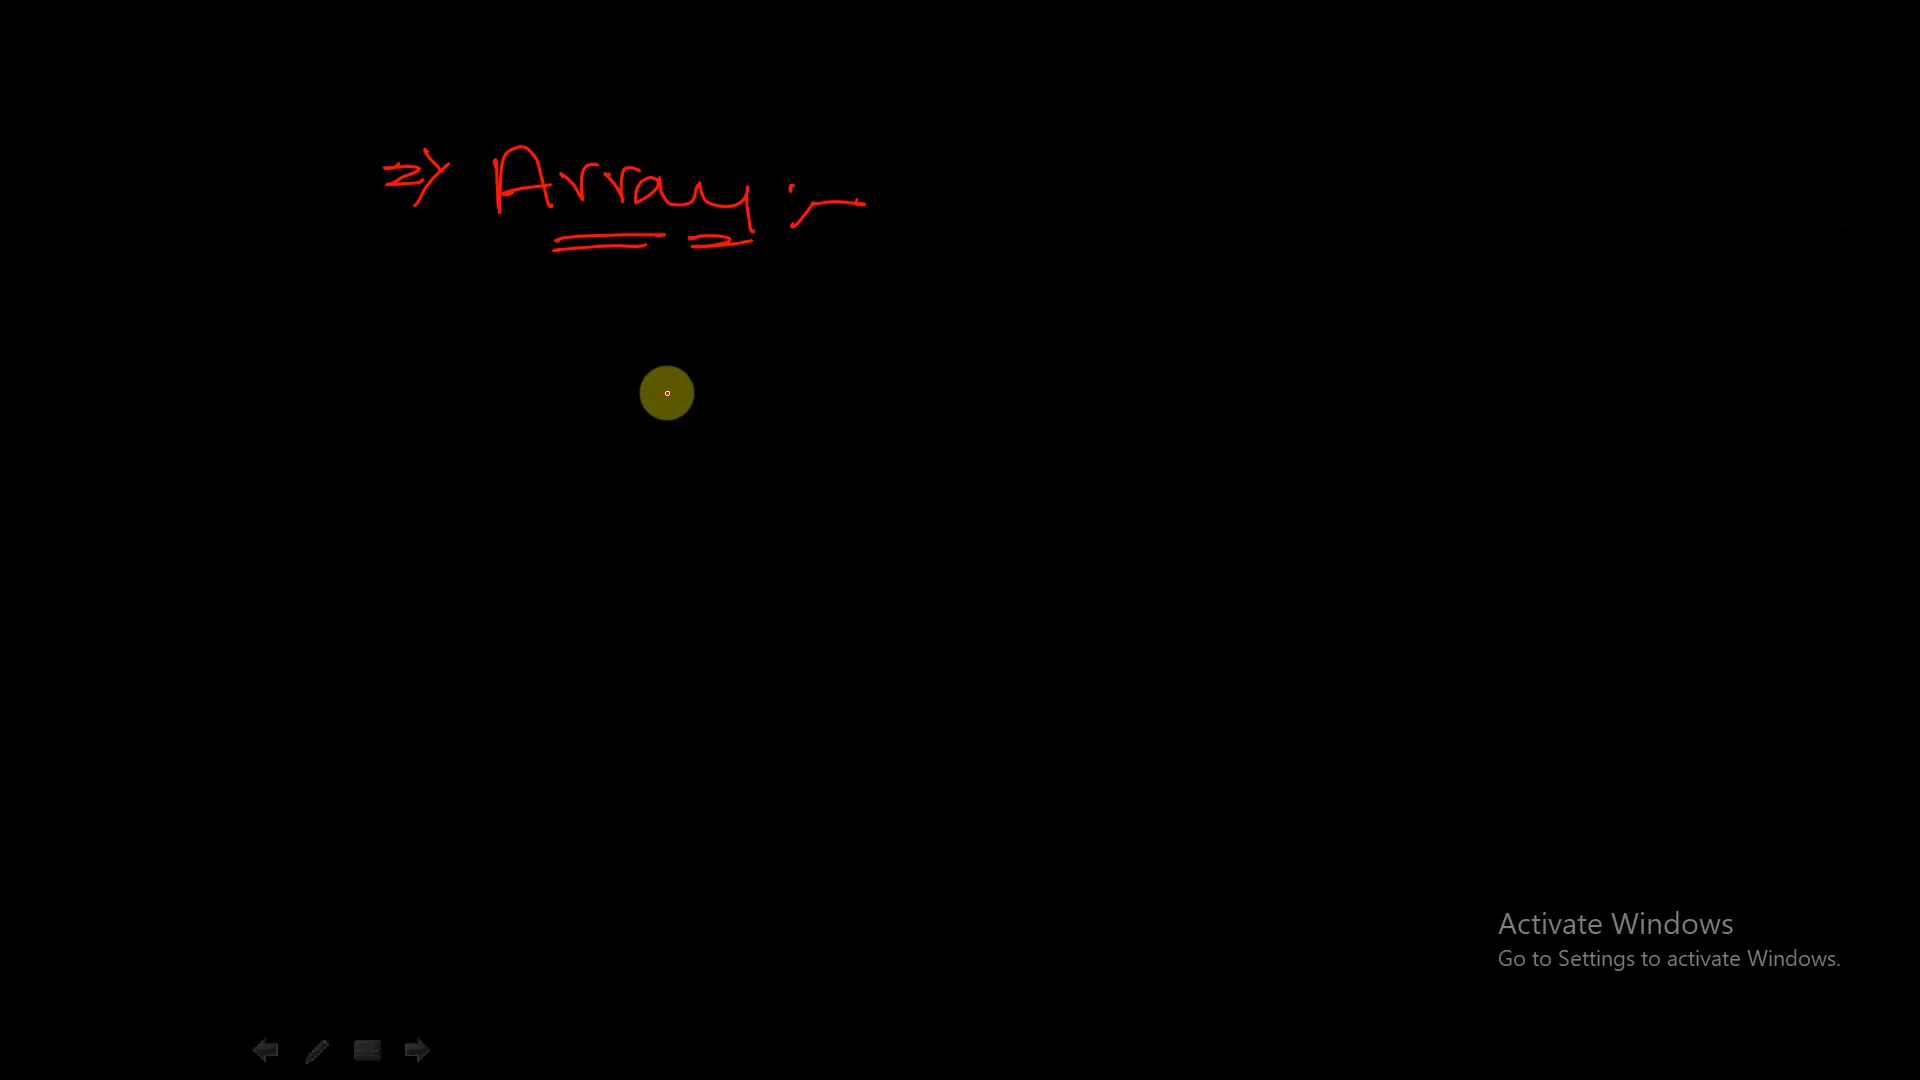 => Array :-
Activate Windows
Go to Settings to activate Windows.